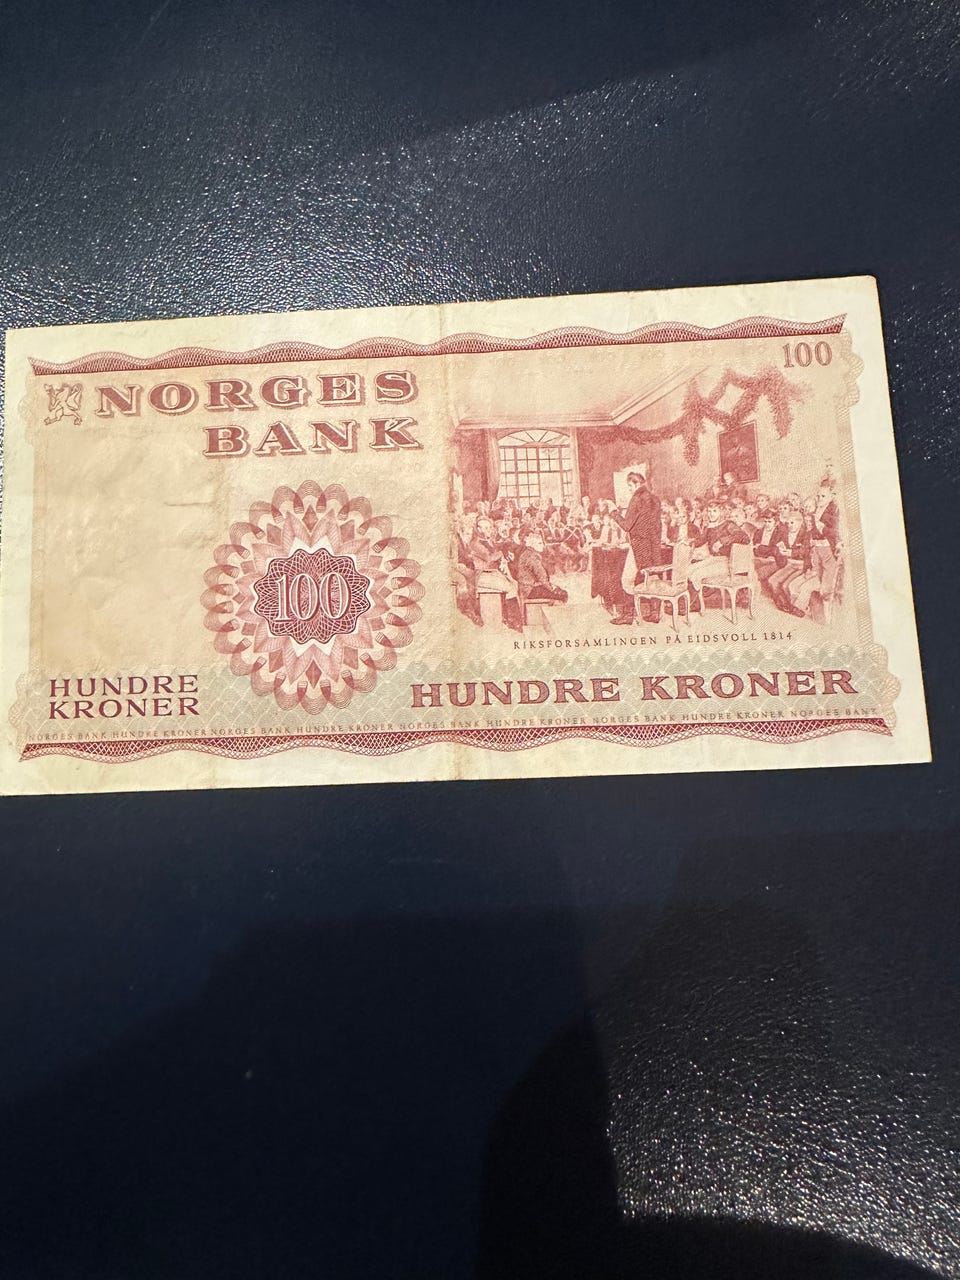 NORGES
BANK
100
100
RIKSFORSAMLINGEN PÅ EIDSVOLL 1814
HUNDRE
KRONER
HUNDRE KRONER
NORGES BANK HUNDRE KRONER NORGES BANK HUNDRE KRONER NORGES BANK HUNDRE KRONER NORGES BANK HUNDRE KRONER NORGES BANK